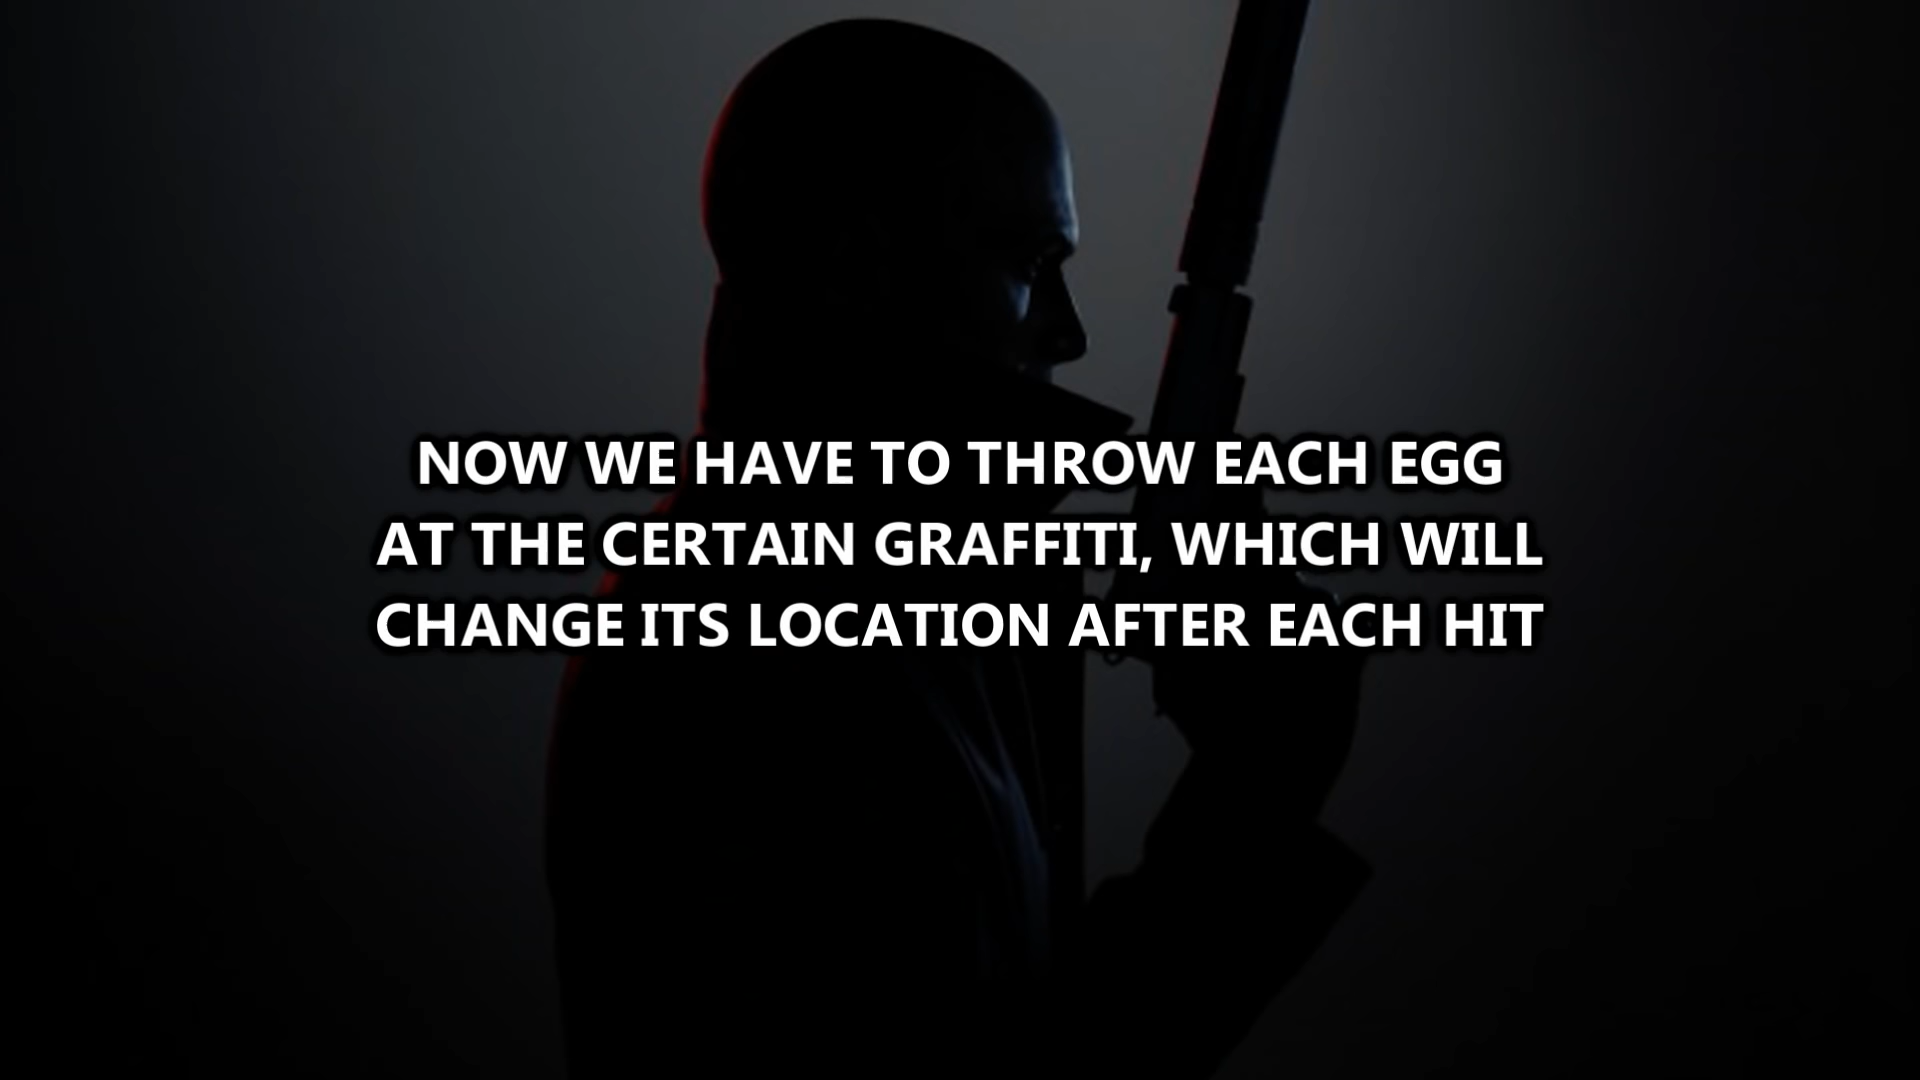 NOW WE HAVE TO THROW EACH EGG
AT THE CERTAIN GRAFFITI, WHICH WILL
CHANGE ITS LOCATION AFTER EACH HIT